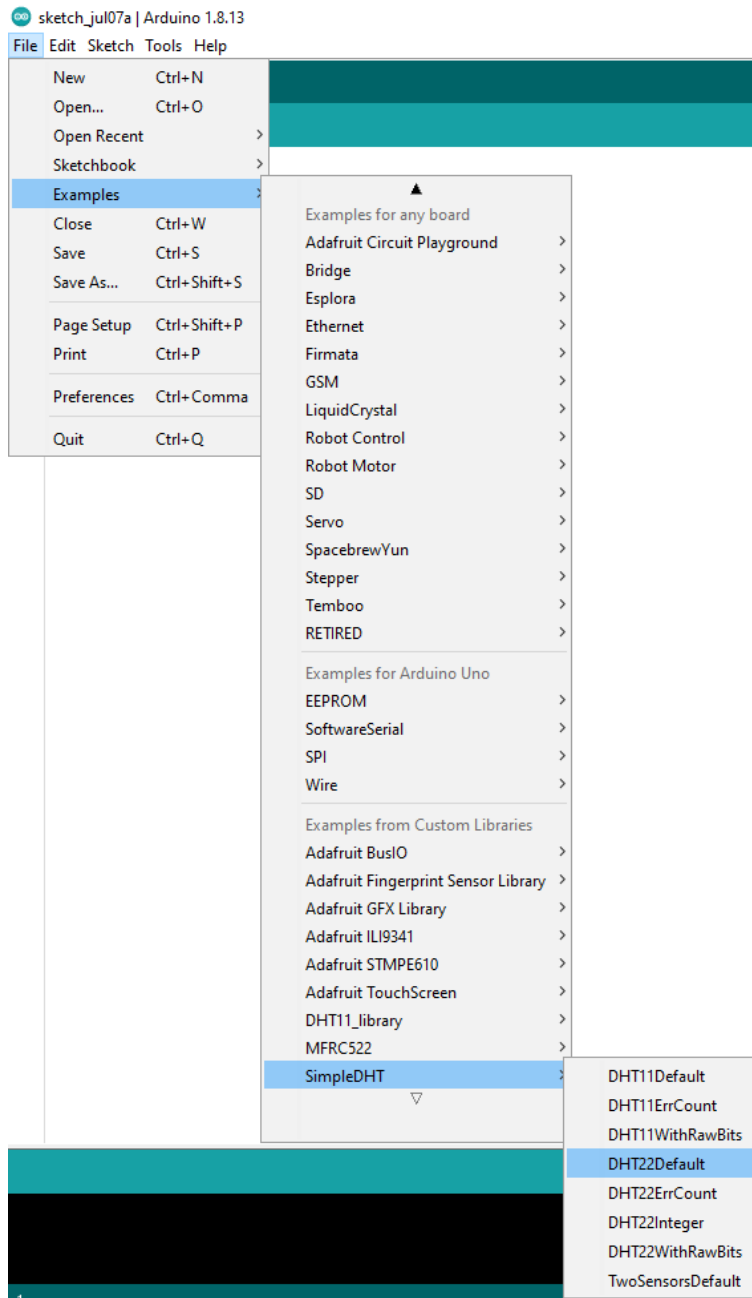 sketch_jul07a | Arduino 1.8.13
File Edit Sketch Tools Help
New Ctrl+N
Open... Ctrl+O
Open Recent
Sketchbook
Examples
Close Ctrl+W
Save Ctrl+S
Save As... Ctrl+Shift+S
Page Setup Ctrl+Shift+P
Print Ctrl+P
Preferences Ctrl+Comma
Quit Ctrl+Q
Examples for any board
Adafruit Circuit Playground
Bridge
Esplora
Ethernet
Firmata
GSM
LiquidCrystal
Robot Control
Robot Motor
SD
Servo
SpacebrewYun
Stepper
Temboo
RETIRED
Examples for Arduino Uno
EEPROM
SoftwareSerial
SPI
Wire
Examples from Custom Libraries
Adafruit BusIO
Adafruit Fingerprint Sensor Library
Adafruit GFX Library
Adafruit ILI9341
Adafruit STMPE610
Adafruit TouchScreen
DHT11_library
MFRC522
SimpleDHT
DHT11Default
DHT11ErrCount
DHT11WithRawBits
DHT22Default
DHT22ErrCount
DHT22Integer
DHT22WithRawBits
TwoSensorsDefault